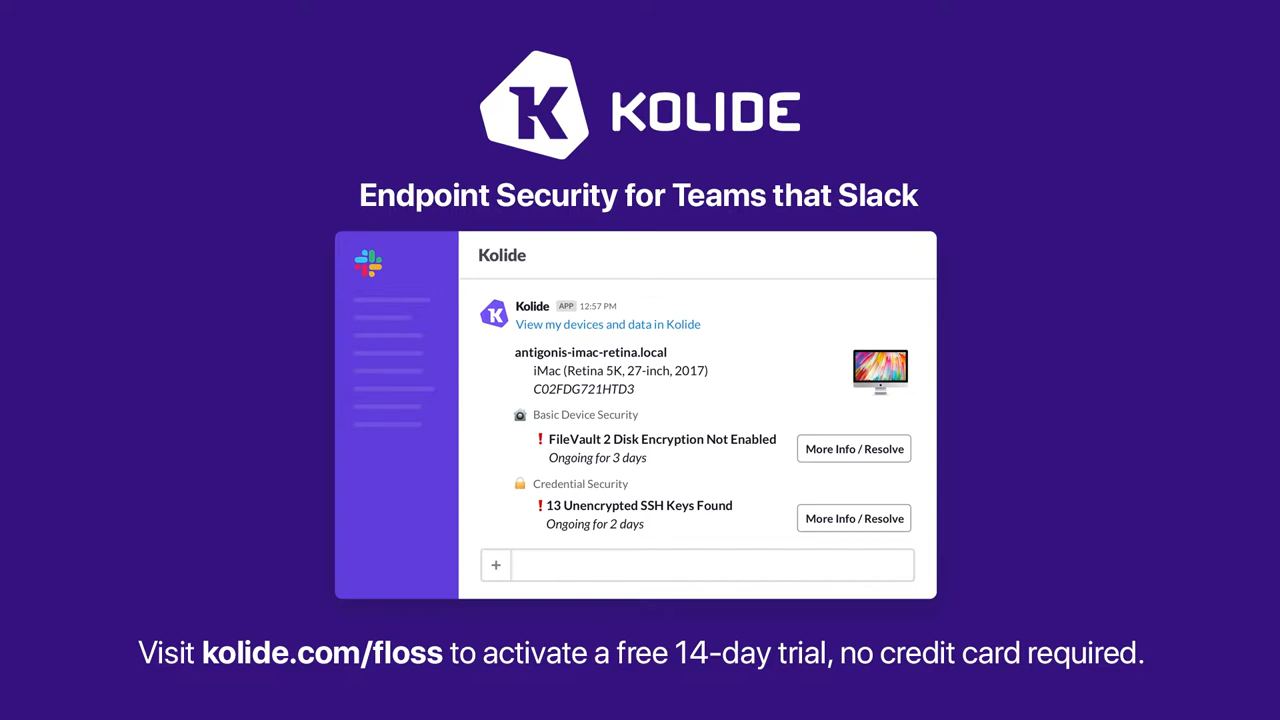 K KOLIDE
Endpoint Security for Teams that Slack
Kolide
K Kolide APP 12:57 PM
View my devices and data in Kolide
antigonis-imac-retina.local
iMac (Retina 5K, 27-inch, 2017)
C02FDG721HTD3
Basic Device Security
❗ FileVault 2 Disk Encryption Not Enabled
Ongoing for 3 days
More Info / Resolve
Credential Security
❗ 13 Unencrypted SSH Keys Found
Ongoing for 2 days
More Info / Resolve
+
Visit kolide.com/floss to activate a free 14-day trial, no credit card required.